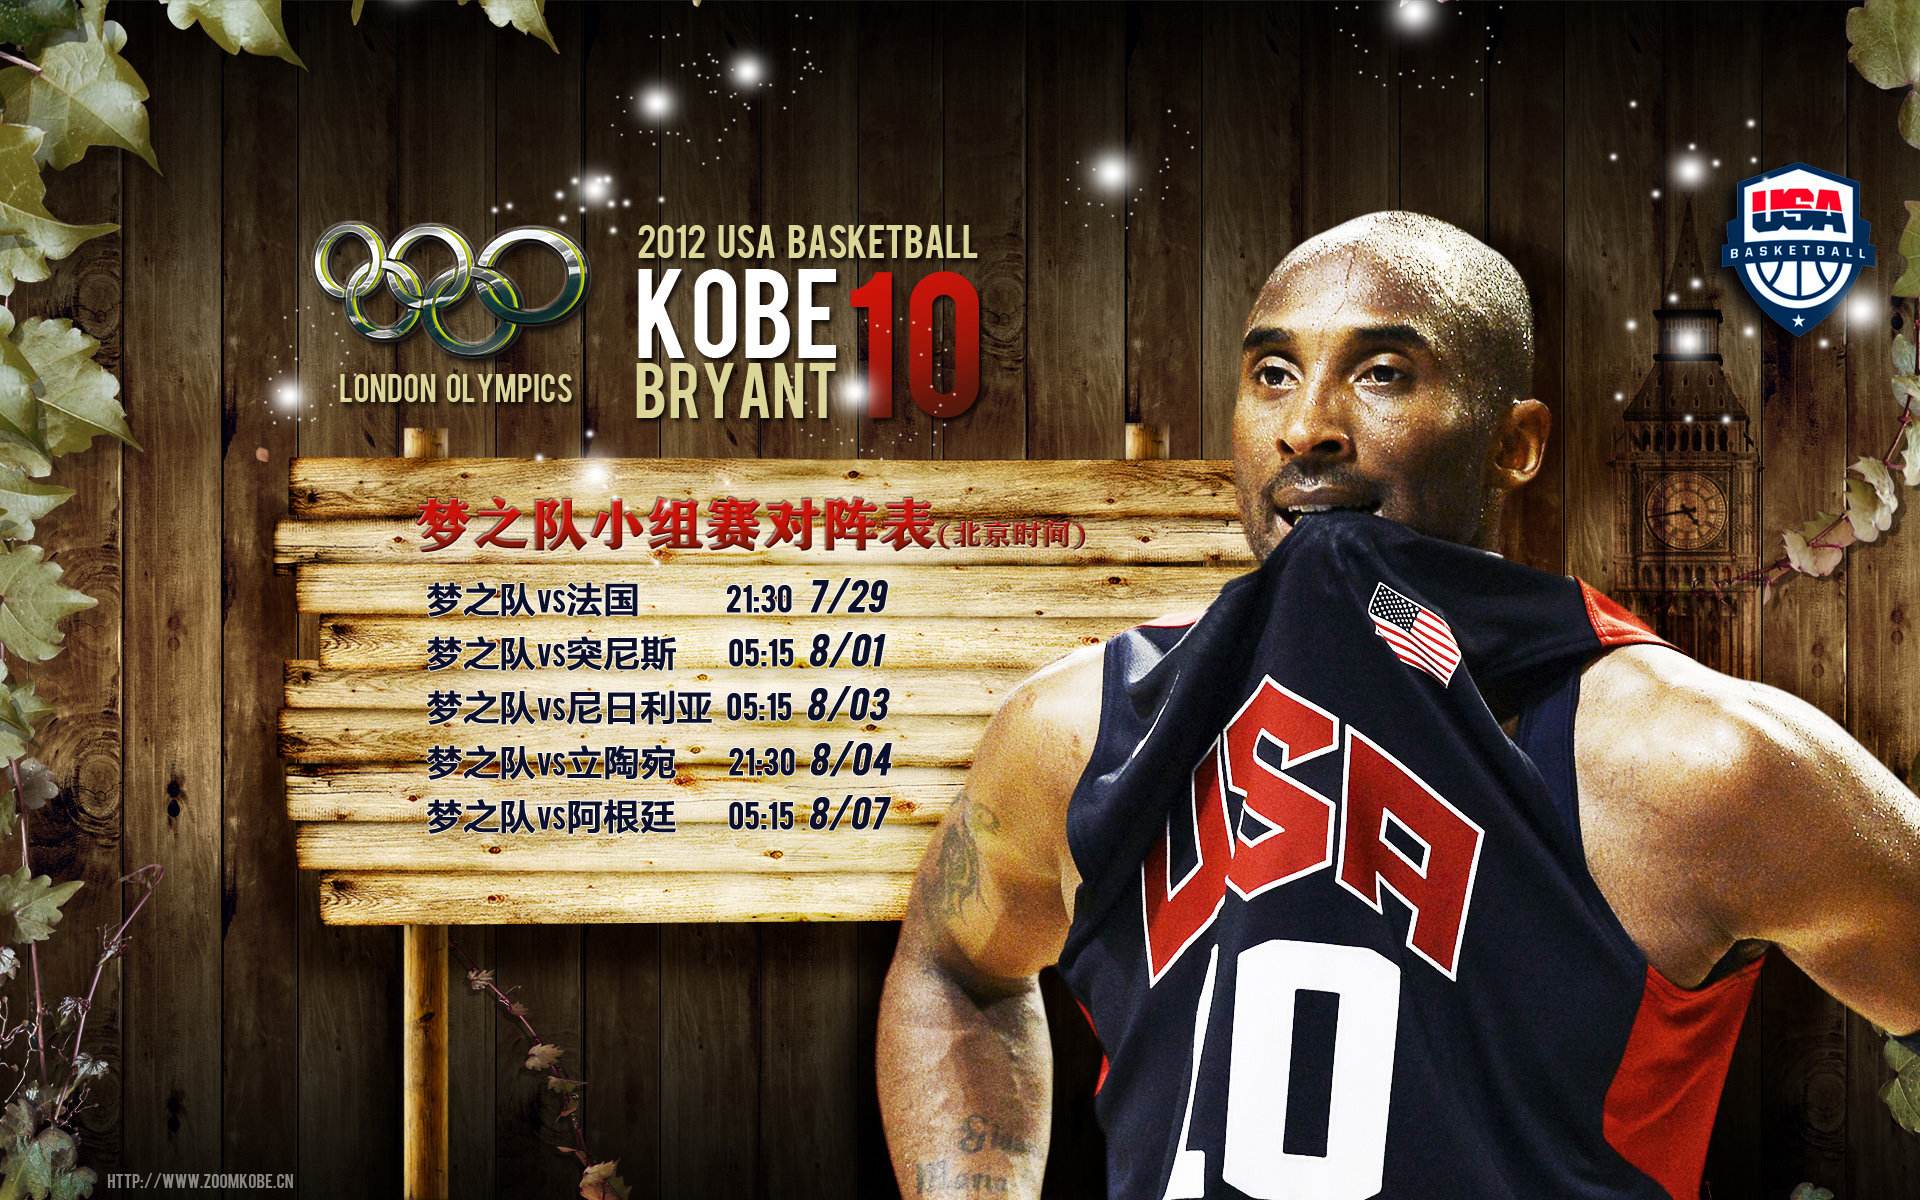 2012 USA BASKETBALL
KOBE
BRYANT
10
LONDON OLYMPICS
USA
BASKETBALL
梦之队小组赛对阵表(北京时间)
梦之队VS法国 21:30 7/29
梦之队VS突尼斯 05:15 8/01
梦之队VS尼日利亚 05:15 8/03
梦之队VS立陶宛 21:30 8/04
梦之队VS阿根廷 05:15 8/07
USA
10
HTTP://WWW.ZOOMKOBE.CN